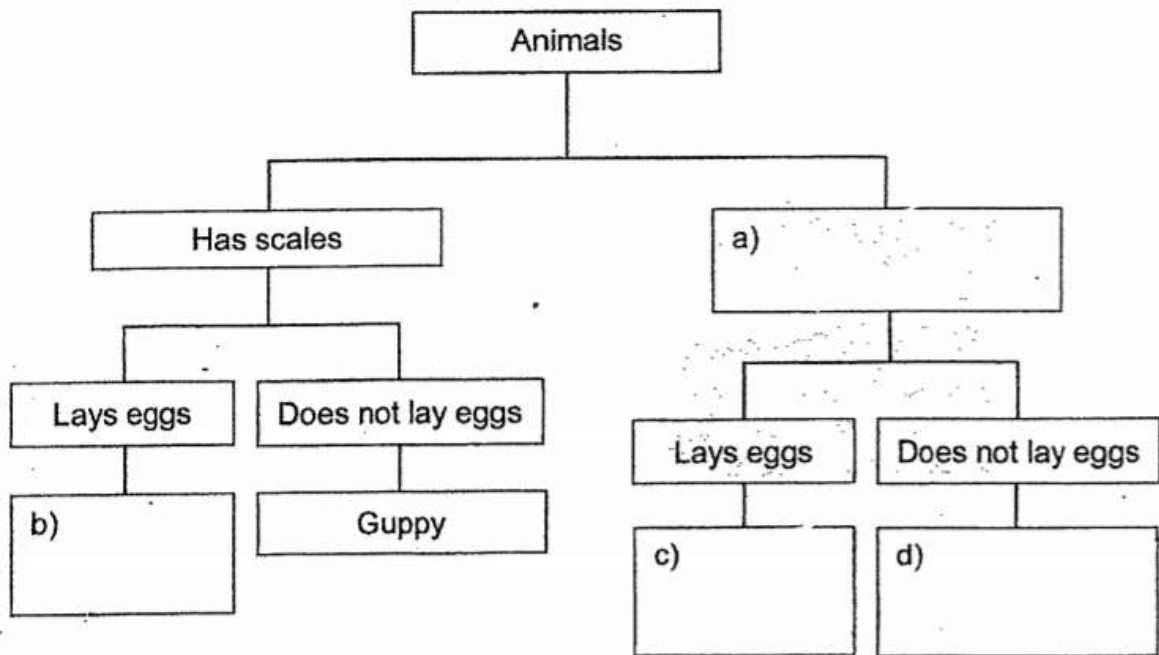 Animals
Has scales
a)
Lays eggs
Does not lay eggs
Lays eggs
Does not lay eggs
b)
Guppy
c)
d)